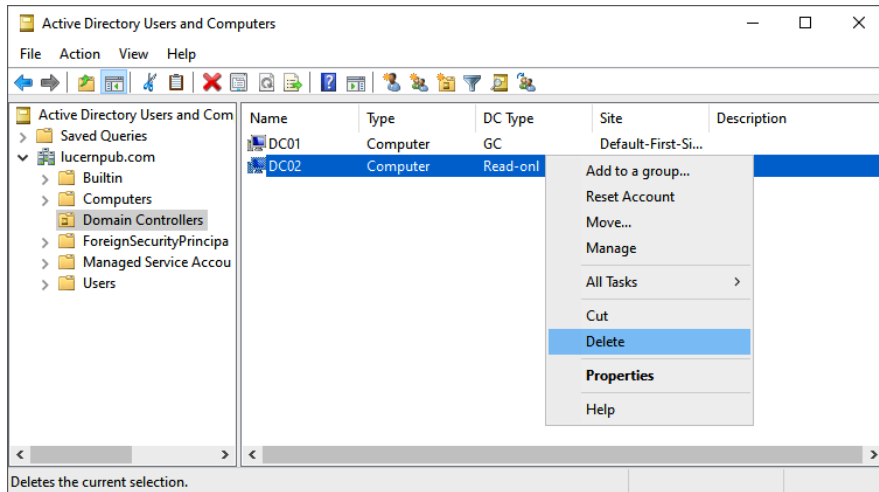 Active Directory Users and Computers
File Action View Help
Active Directory Users and Com
Saved Queries
lucernpub.com
Builtin
Computers
Domain Controllers
ForeignSecurityPrincipa
Managed Service Accou
Users
Name Type DC Type Site Description
DC01 Computer GC Default-First-Si...
DC02 Computer Read-onl
Add to a group...
Reset Account
Move...
Manage
All Tasks
Cut
Delete
Properties
Help
Deletes the current selection.